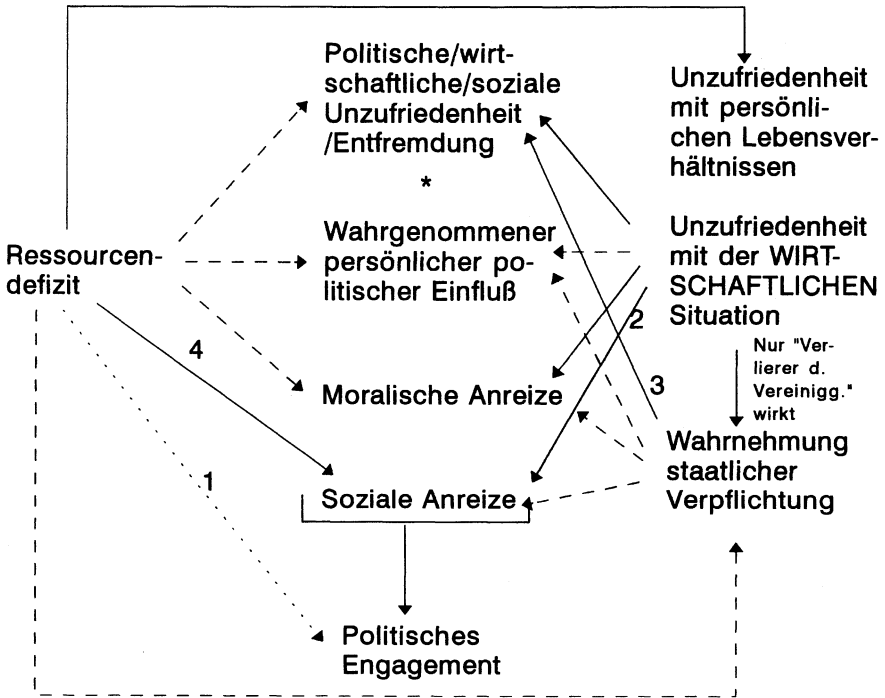 Politische/wirt-
schaftliche/soziale
Unzufriedenheit
/Entfremdung
*
Unzufriedenheit
mit persönli-
chen Lebensver-
hältnissen
Ressourcen-
defizit
Wahrgenommener
persönlicher po-
litischer Einfluß
Unzufriedenheit
mit der WIRT-
SCHAFTLICHEN
Situation
2
4
Nur "Ver-
lierer d.
Vereinigg."
wirkt
3
Moralische Anreize
Wahrnehmung
staatlicher
Verpflichtung
1
Soziale Anreize
Politisches
Engagement